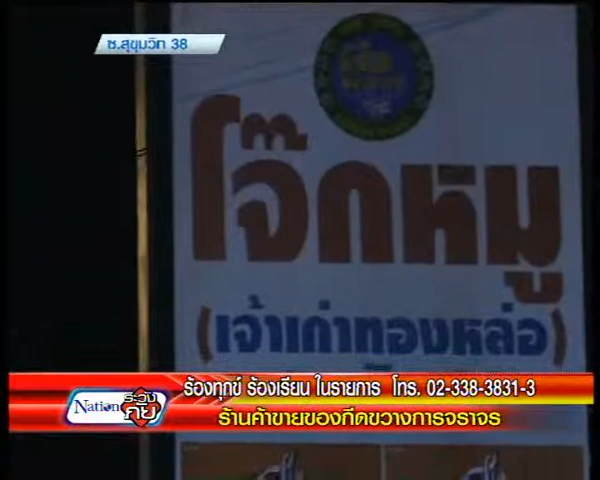 ซ.สุขุมวิท 38
โจ๊กหมู
(เจ้าเก่าทองหล่อ)
ร้องทุกข์ ร้องเรียน ในรายการ โทร. 02-338-3831-3
Nation ระวังภัย
ร้านค้าขายของกีดขวางการจราจร